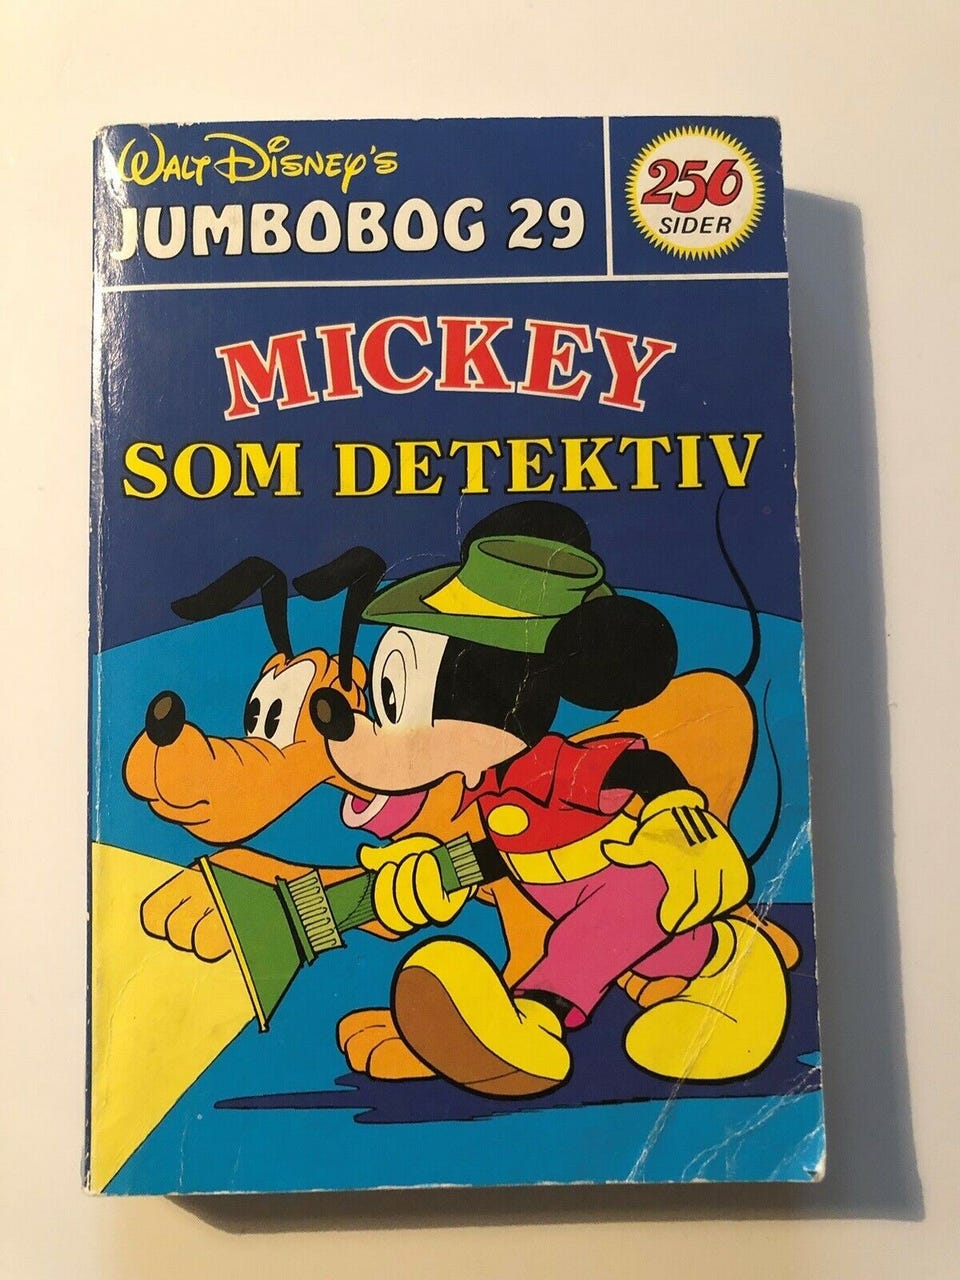 WALT DISNEY'S
JUMBOBOG 29
256
SIDER
MICKEY
SOM DETEKTIV